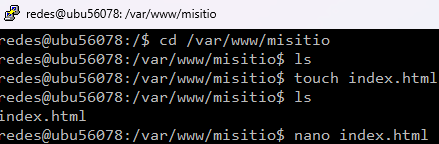 redes@ubu56078: /var/www/misitio
redes@ubu56078:/$ cd /var/www/misitio
redes@ubu56078:/var/www/misitio$ ls
redes@ubu56078:/var/www/misitio$ touch index.html
redes@ubu56078:/var/www/misitio$ ls
index.html
redes@ubu56078:/var/www/misitio$ nano index.html